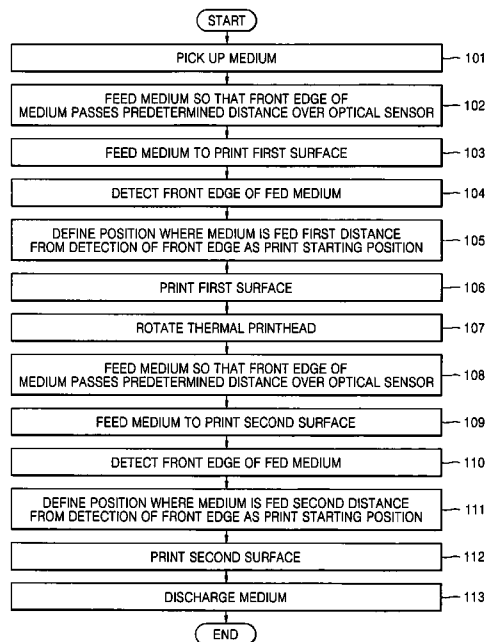 START
PICK UP MEDIUM
101
FEED MEDIUM SO THAT FRONT EDGE OF
MEDIUM PASSES PREDETERMINED DISTANCE OVER OPTICAL SENSOR
102
FEED MEDIUM TO PRINT FIRST SURFACE
103
DETECT FRONT EDGE OF FED MEDIUM
104
DEFINE POSITION WHERE MEDIUM IS FED FIRST DISTANCE
FROM DETECTION OF FRONT EDGE AS PRINT STARTING POSITION
105
PRINT FIRST SURFACE
106
ROTATE THERMAL PRINTHEAD
107
FEED MEDIUM SO THAT FRONT EDGE OF
MEDIUM PASSES PREDETERMINED DISTANCE OVER OPTICAL SENSOR
108
FEED MEDIUM TO PRINT SECOND SURFACE
109
DETECT FRONT EDGE OF FED MEDIUM
110
DEFINE POSITION WHERE MEDIUM IS FED SECOND DISTANCE
FROM DETECTION OF FRONT EDGE AS PRINT STARTING POSITION
111
PRINT SECOND SURFACE
112
DISCHARGE MEDIUM
113
END